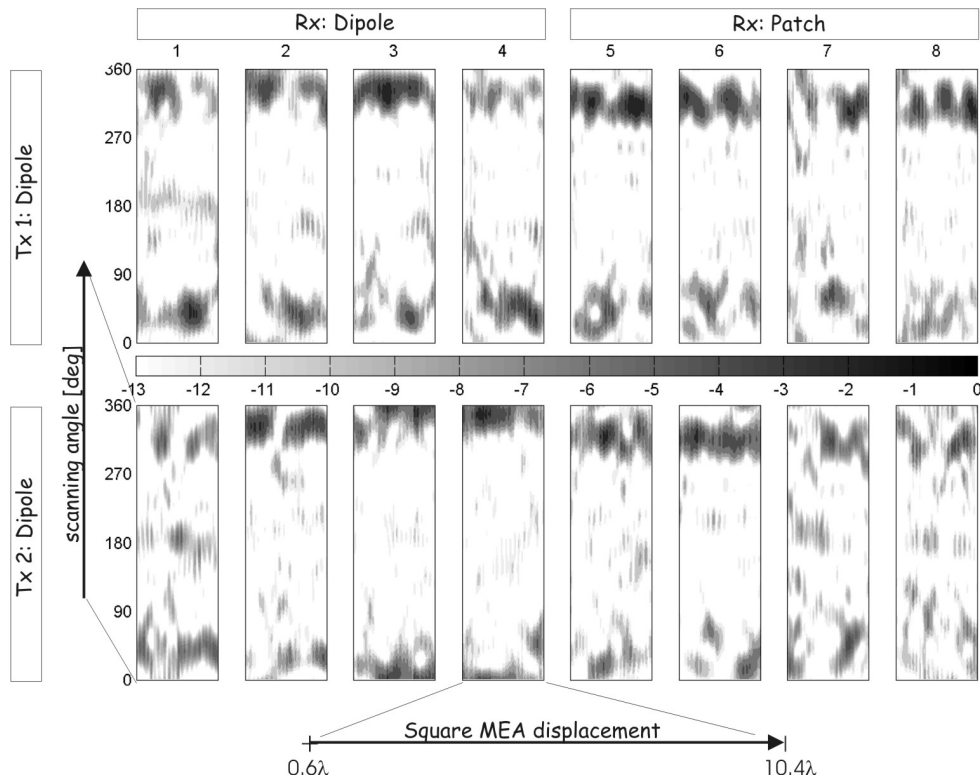 Rx: Dipole
Rx: Patch
1 2 3 4 5 6 7 8
Tx 1: Dipole
360
270
180
90
0
scanning angle [deg]
-13 -12 -11 -10 -9 -8 -7 -6 -5 -4 -3 -2 -1 0
Tx 2: Dipole
360
270
180
90
0
Square MEA displacement
0.6λ
10.4λ